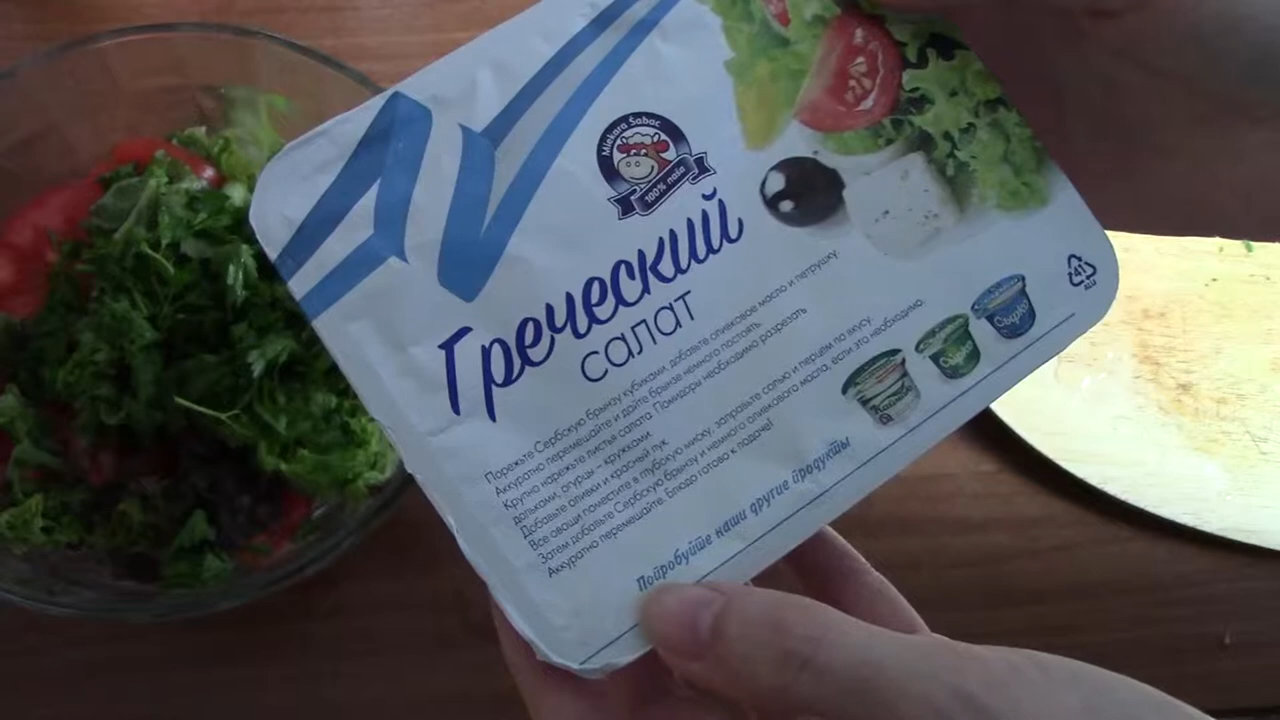 Mlekara Šabac
100% naša
Греческий
салат
Порежьте Сербскую брынзу кубиками, добавьте оливковое масло и петрушку.
Аккуратно перемешайте и дайте брынзе немного постоять.
Крупно нарежьте листья салата. Помидоры необходимо разрезать
дольками, огурцы – кружками.
Добавьте оливки и красный лук.
Все овощи поместите в глубокую миску, заправьте солью и перцем по вкусу.
Затем добавьте Сербскую брынзу и немного оливкового масла, если это необходимо.
Аккуратно перемешайте. Блюдо готово к подаче!
Попробуйте наши другие продукты
41
ALU